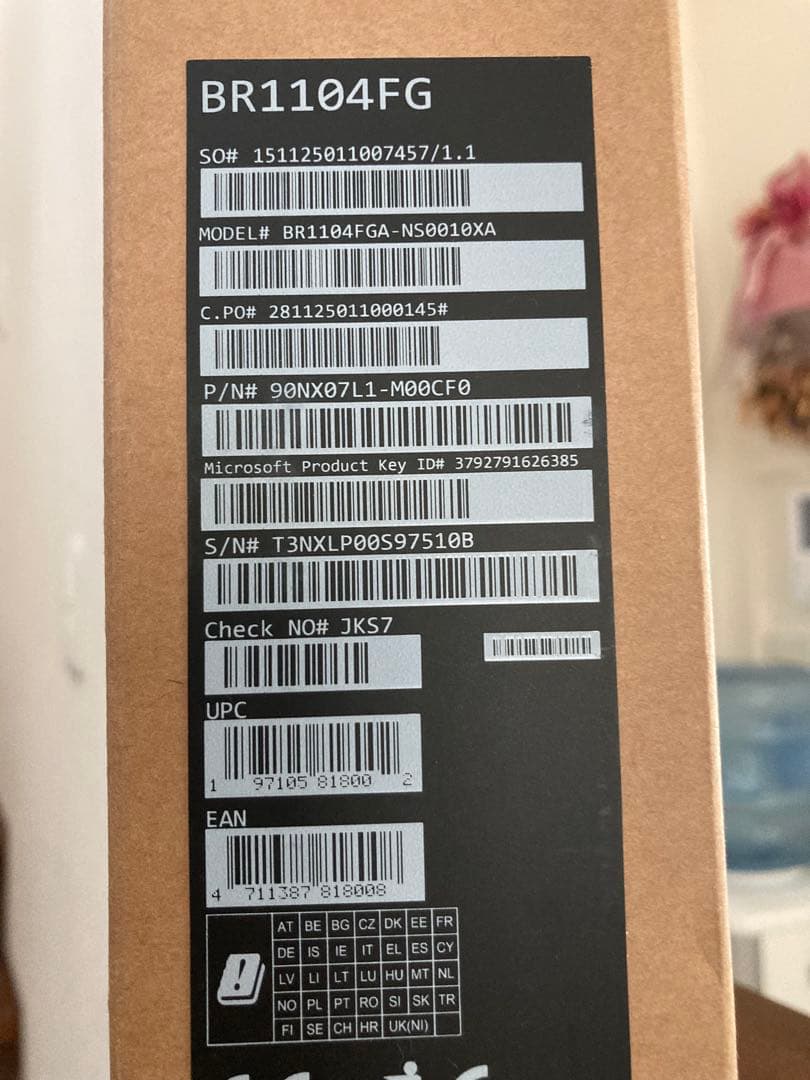 BR1104FG
SO# 151125011007457/1.1
MODEL# BR1104FGA-NS0010XA
C.PO# 281125011000145#
P/N# 90NX07L1-M00CF0
Microsoft Product Key ID# 3792791626385
S/N# T3NXLP00S97510B
Check NO# JKS7
UPC
1 97105 81800 2
EAN
4 711387 818008
AT BE BG CZ DK EE FR
DE IS IE IT EL ES CY
LV LI LT LU HU MT NL
NO PL PT RO SI SK TR
FI SE CH HR UK(NI)